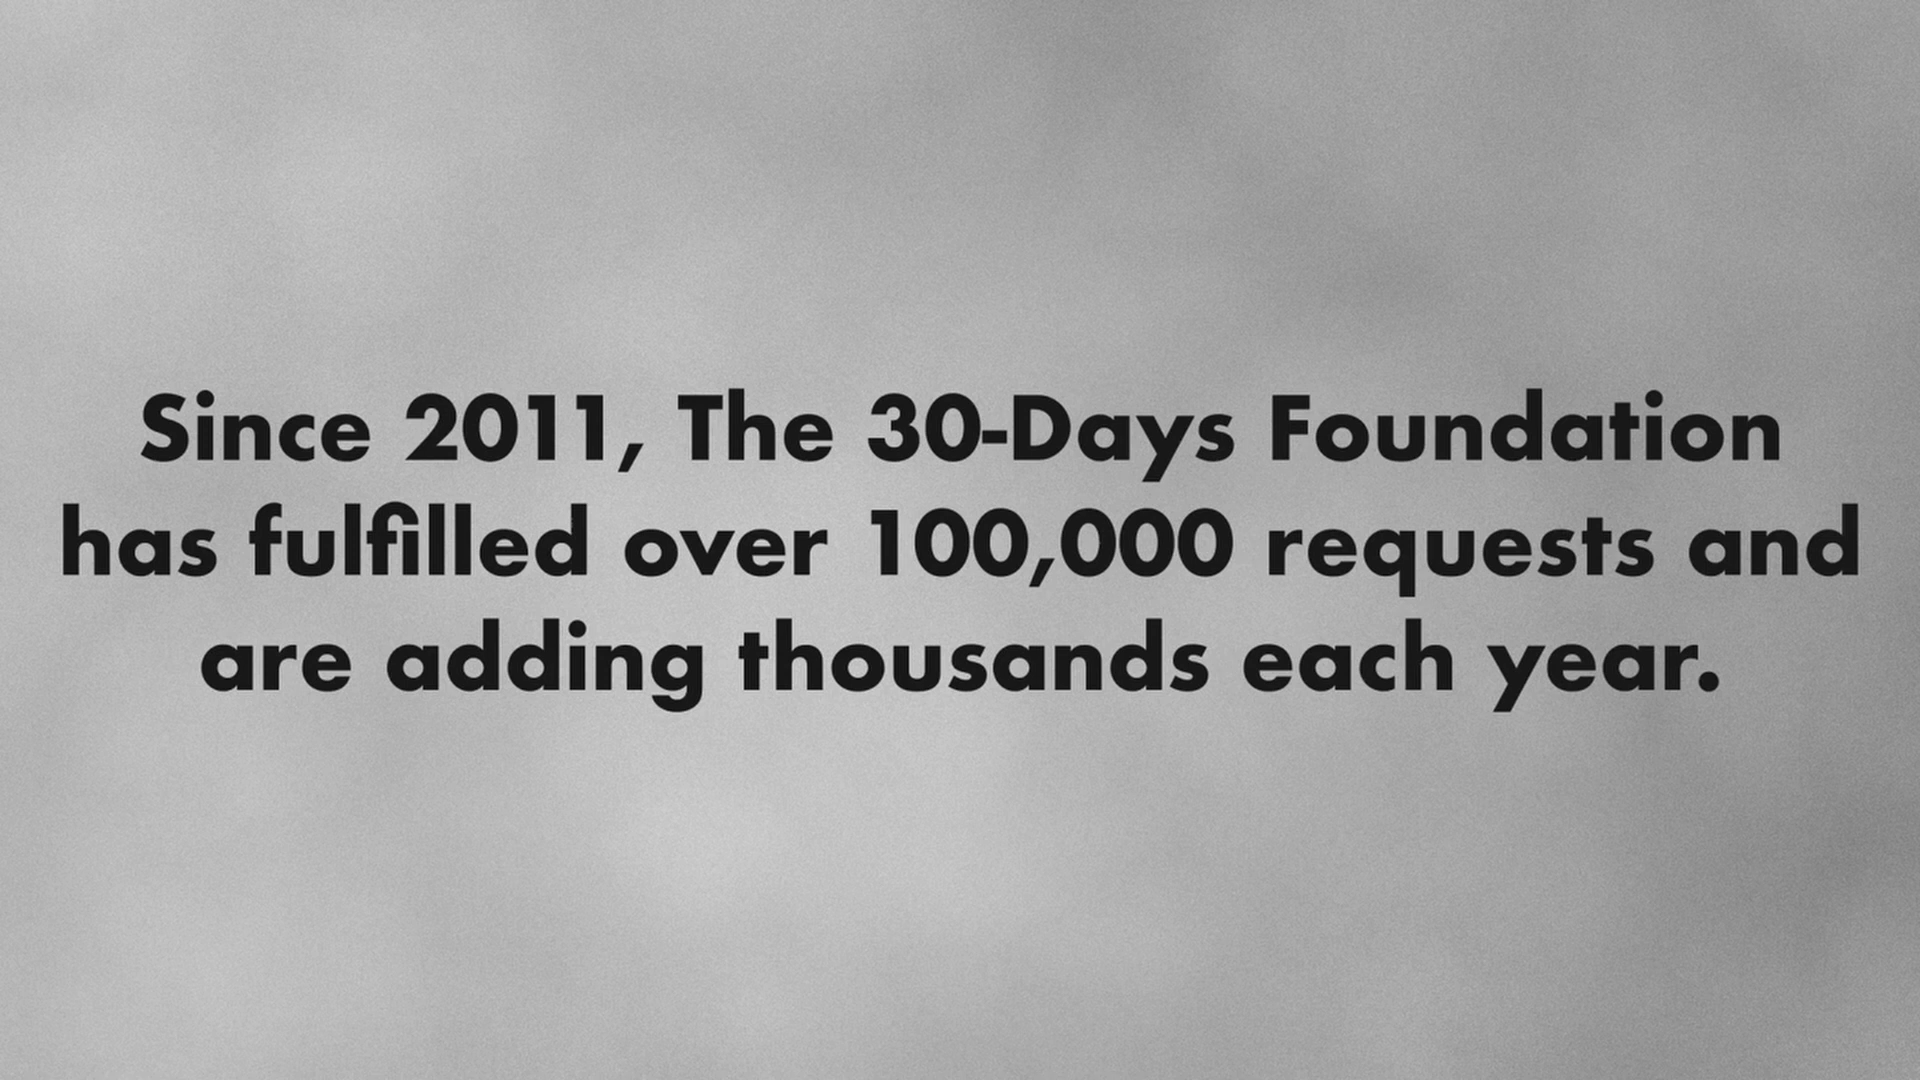 Since 2011, The 30-Days Foundation
has fulfilled over 100,000 requests and
are adding thousands each year.